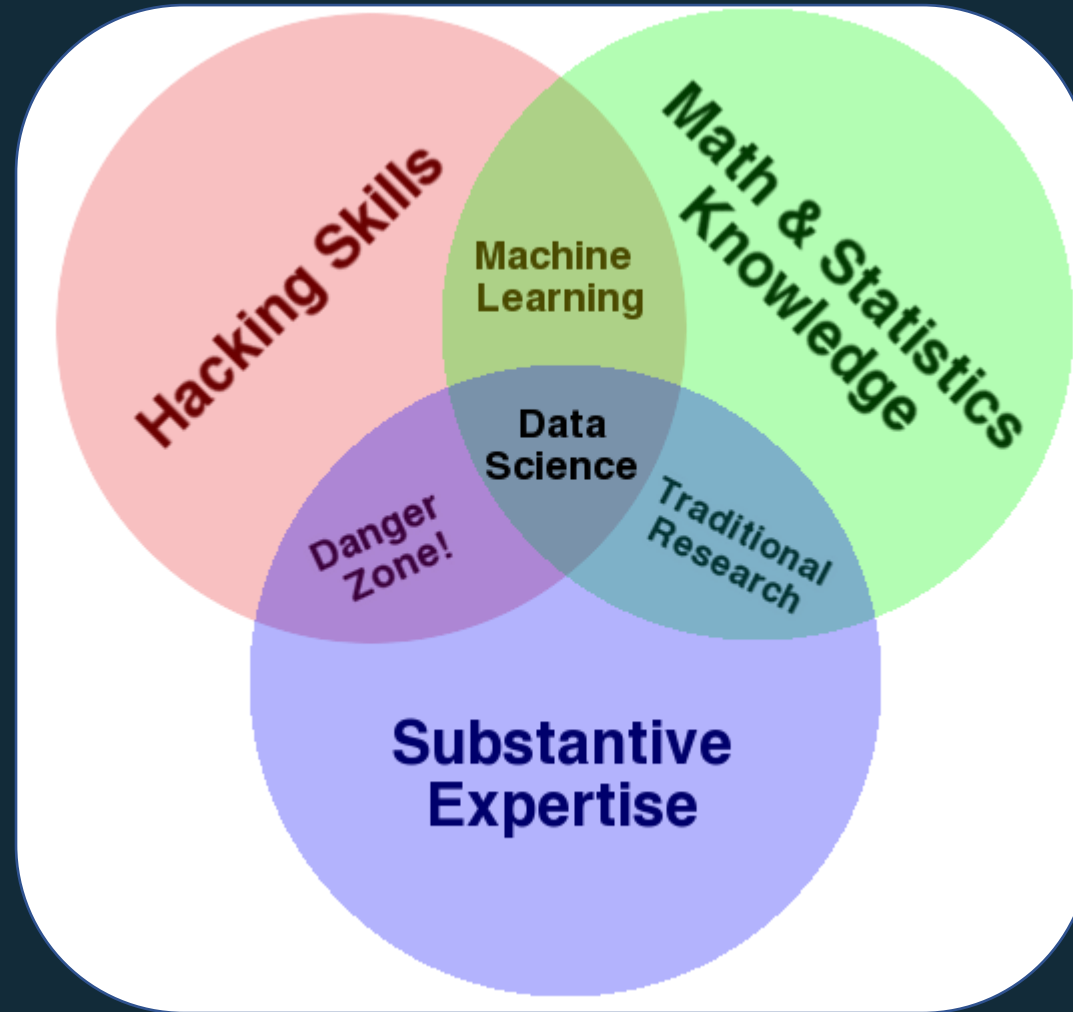 Hacking Skills
Math & Statistics
Knowledge
Machine
Learning
Data
Science
Danger
Zone!
Traditional
Research
Substantive
Expertise